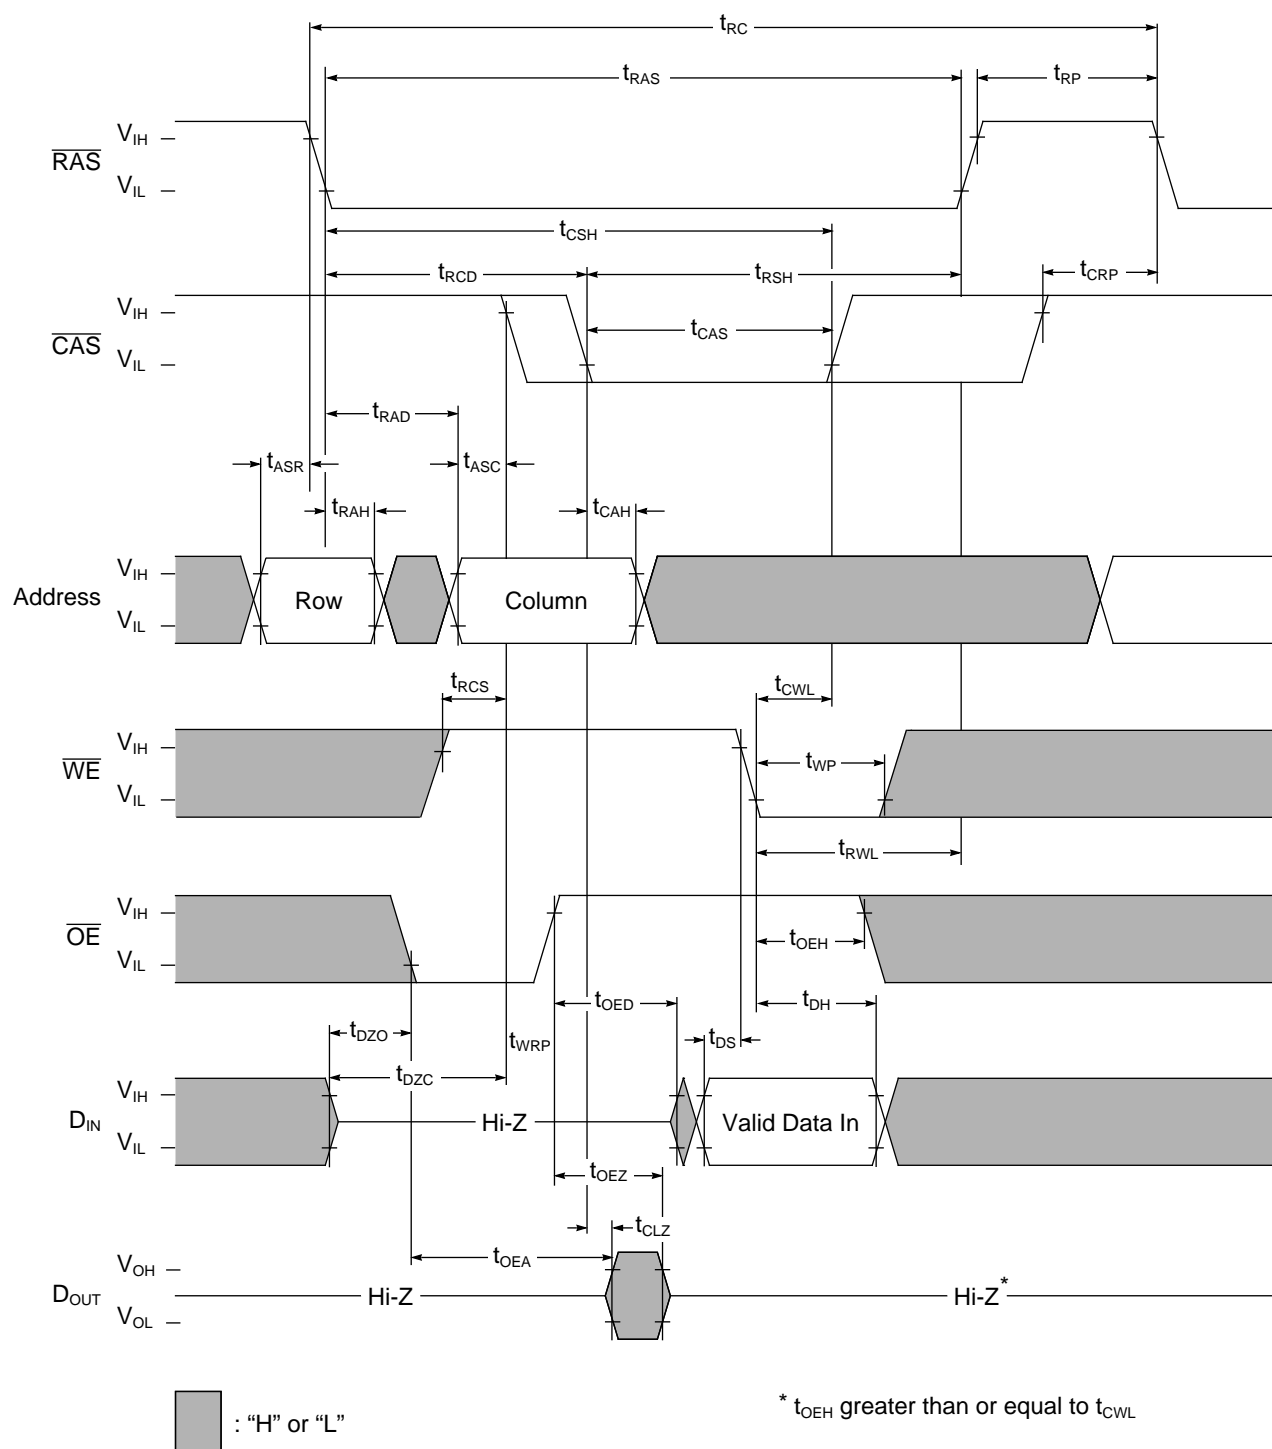 tRC
tRAS
tRP
VIH
RAS
VIL
tCSH
tRCD
tRSH
tCRP
VIH
CAS
VIL
tCAS
tRAD
tASR
tASC
tRAH
tCAH
VIH
Address
VIL
Row
Column
tRCS
tCWL
VIH
WE
VIL
tWP
tRWL
VIH
OE
VIL
tOEH
tOED
tDH
tDZO
tWRP
tDS
tDZC
VIH
DIN
VIL
Hi-Z
Valid Data In
tOEZ
tCLZ
tOEA
VOH
DOUT
VOL
Hi-Z
Hi-Z*
: “H” or “L”
* tOEH greater than or equal to tCWL